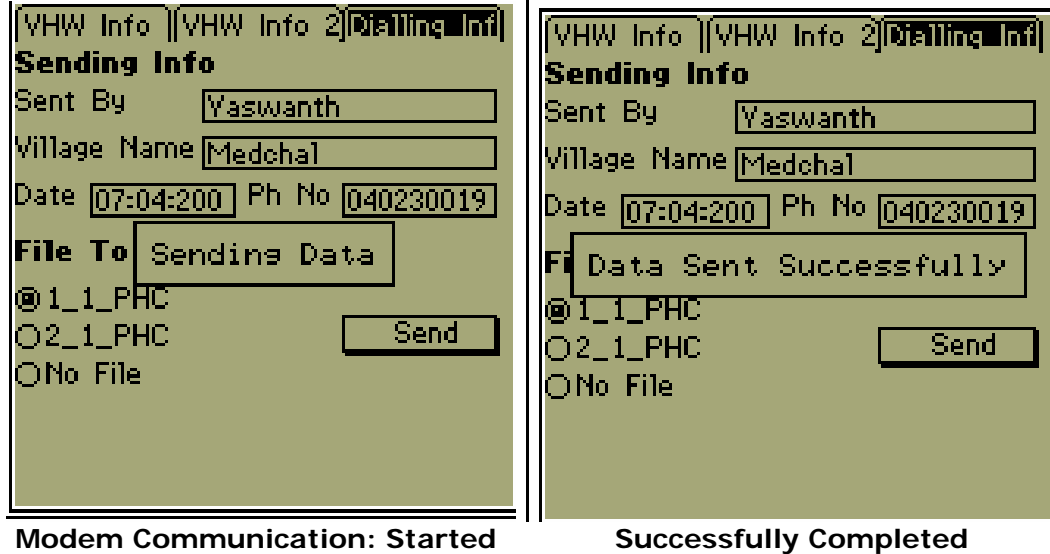 VHW Info VHW Info 2 Dialling Inf
Sending Info
Sent By Yaswanth
Village Name Medchal
Date 07:04:200 Ph No 040230019
File To
Sending Data
1_1_PHC
2_1_PHC Send
No File
Modem Communication: Started
VHW Info VHW Info 2 Dialling Inf
Sending Info
Sent By Yaswanth
Village Name Medchal
Date 07:04:200 Ph No 040230019
Data Sent Successfully
1_1_PHC
2_1_PHC Send
No File
Successfully Completed